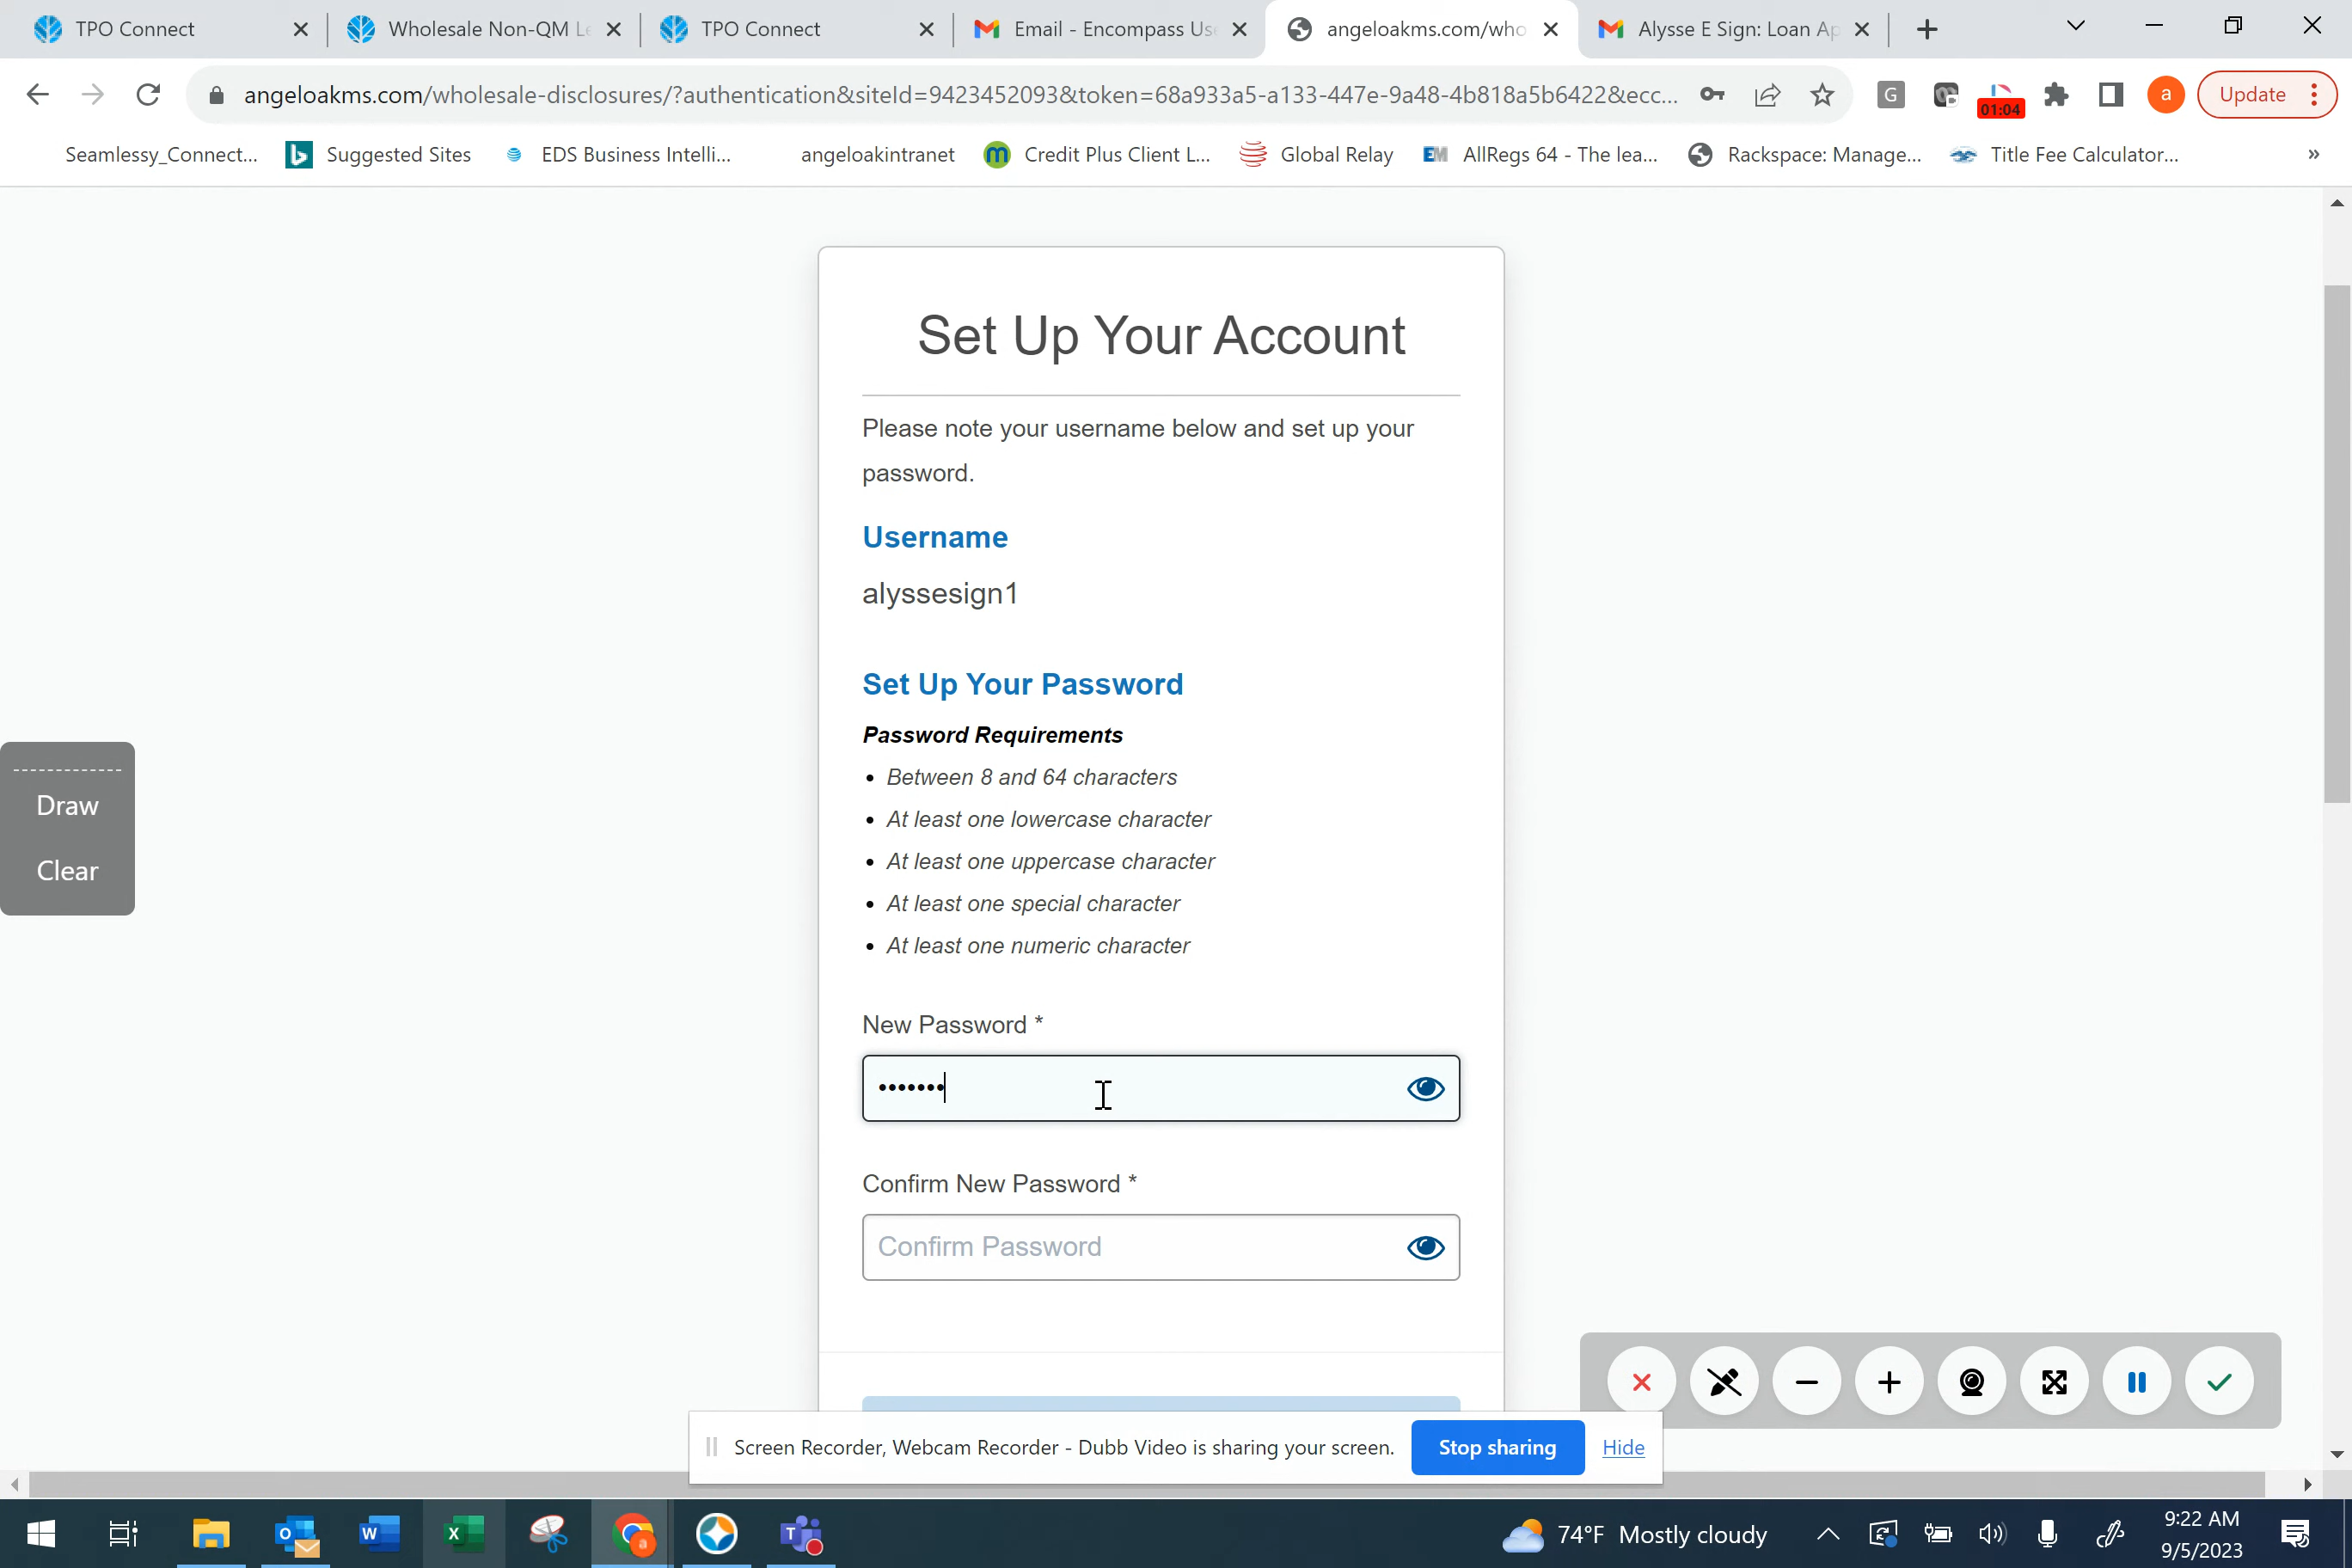 TPO Connect
Wholesale Non-QM Le
TPO Connect
Email - Encompass Use
angeloakms.com/who
Alysse E Sign: Loan Ap
angeloakms.com/wholesale-disclosures/?authentication&siteId=9423452093&token=68a933a5-a133-447e-9a48-4b818a5b6422&ecc...
G
01:04
a
Update
Seamlessy_Connect...
Suggested Sites
EDS Business Intelli...
angeloakintranet
Credit Plus Client L...
Global Relay
EM
AllRegs 64 - The lea...
Rackspace: Manage...
Title Fee Calculator...
»
Set Up Your Account
Please note your username below and set up your
password.
Username
alyssesign1
Set Up Your Password
Password Requirements
• Between 8 and 64 characters
• At least one lowercase character
• At least one uppercase character
• At least one special character
• At least one numeric character
New Password *
•••••••
Confirm New Password *
Confirm Password
Draw
Clear
Screen Recorder, Webcam Recorder - Dubb Video is sharing your screen.
Stop sharing
Hide
74°F Mostly cloudy
9:22 AM
9/5/2023